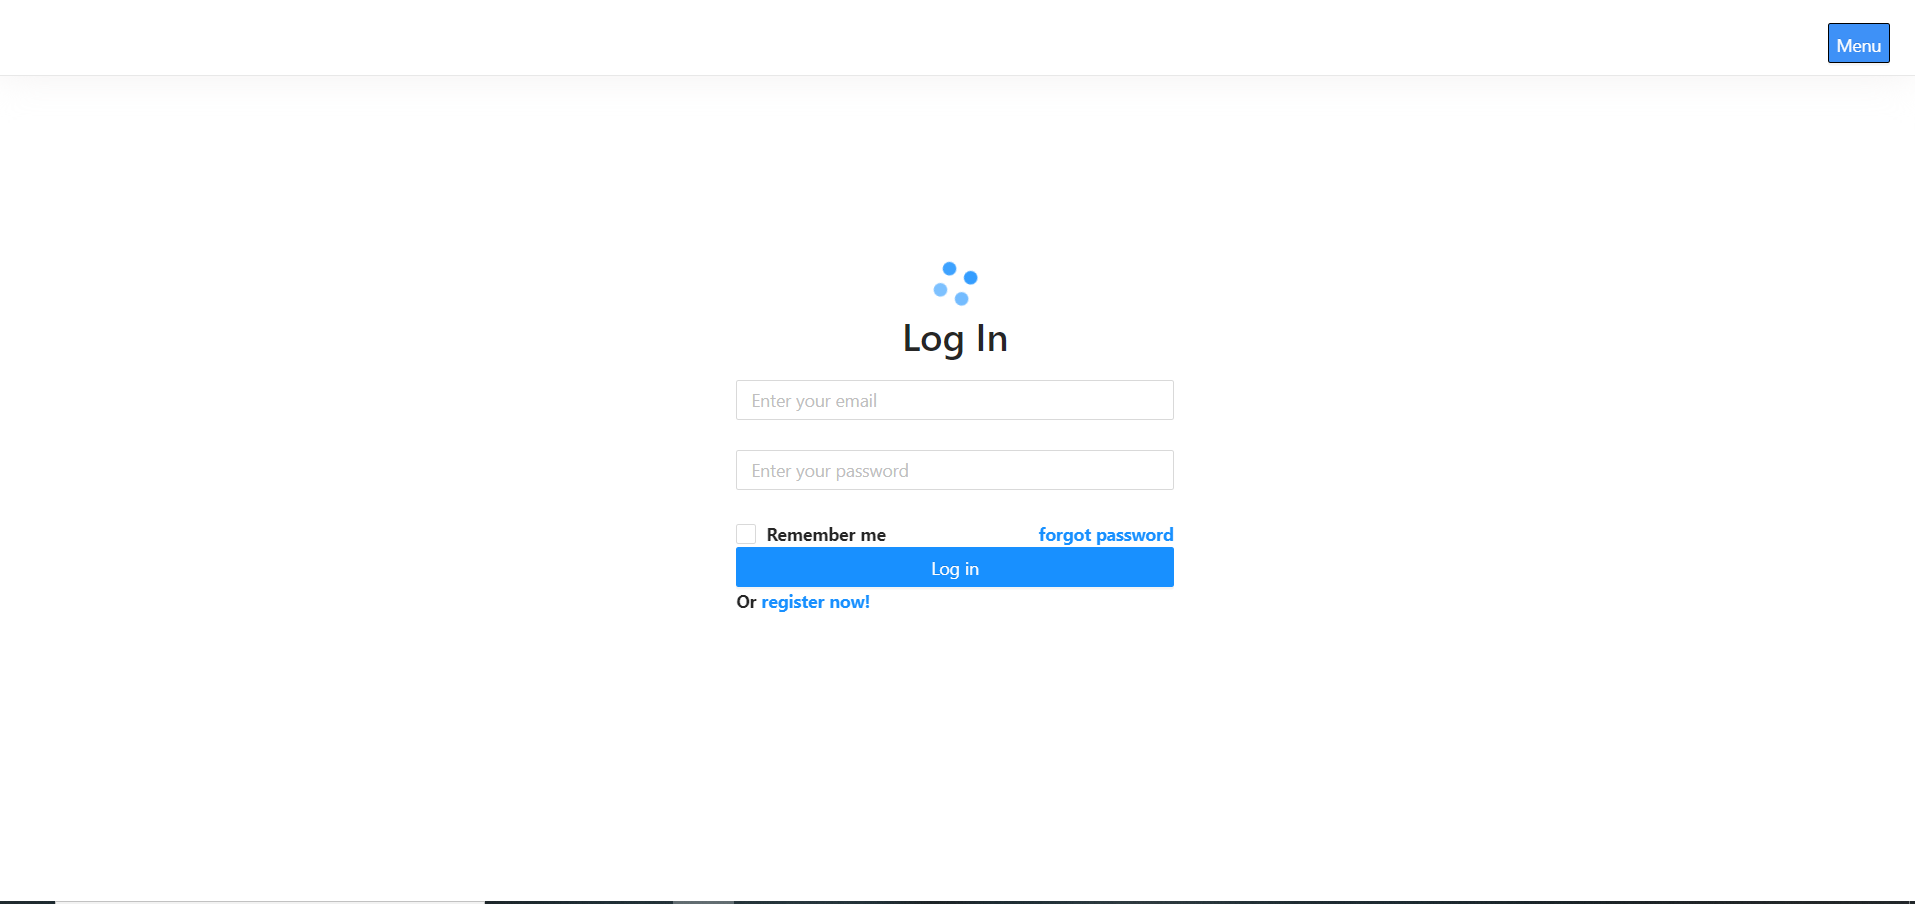 Menu
Log In
Enter your email
Enter your password
Remember me forgot password
Log in
Or register now!